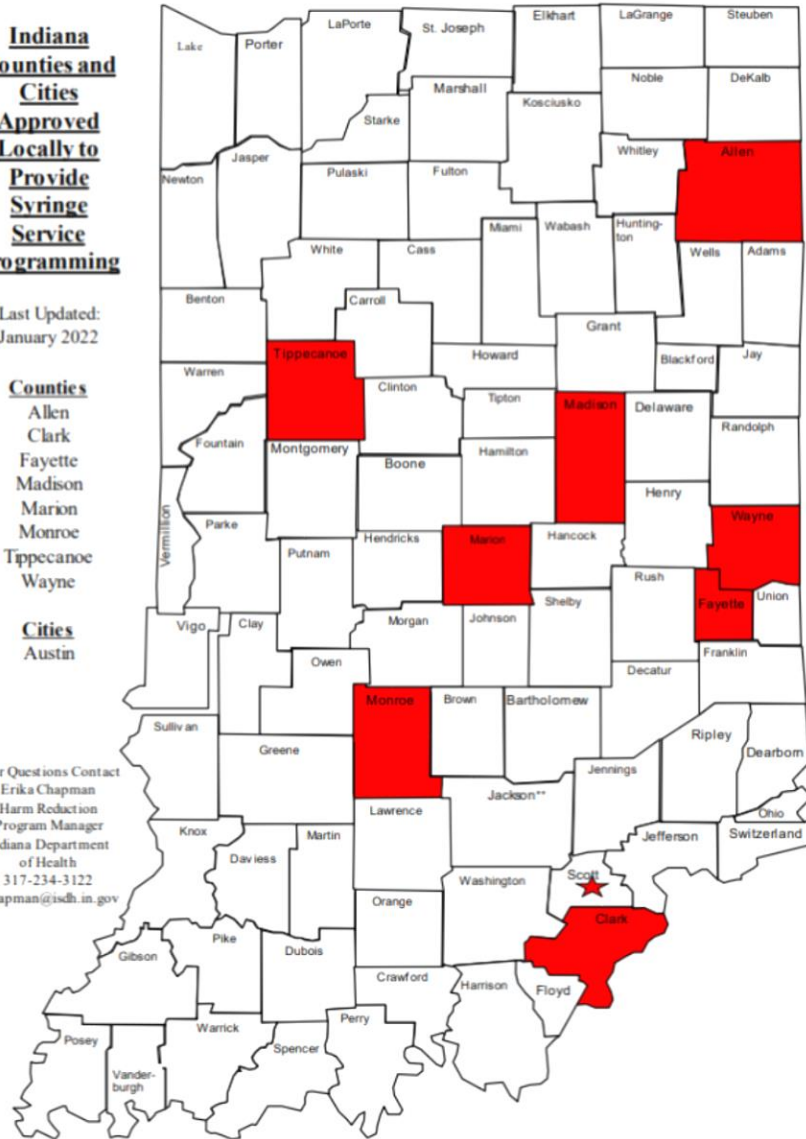 Indiana
ounties and
Cities
Approved
Locally to
Provide
Syringe
Service
rogramming
Last Updated:
January 2022
Counties
Allen
Clark
Fayette
Madison
Marion
Monroe
Tippecanoe
Wayne
Cities
Austin
r Questions Contact
Erika Chapman
Harm Reduction
Program Manager
diana Department
of Health
317-234-3122
apman@isdh.in.gov
Lake
Porter
LaPorte
St. Joseph
Elkhart
LaGrange
Steuben
Noble
DeKalb
Marshall
Kosciusko
Starke
Whitley
Allen
Jasper
Newton
Pulaski
Fulton
Miami
Wabash
Hunting-
ton
White
Cass
Wells
Adams
Benton
Carroll
Grant
Tippecanoe
Howard
Blackford
Jay
Warren
Clinton
Tipton
Madison
Delaware
Randolph
Fountain
Montgomery
Boone
Hamilton
Henry
Vermillion
Parke
Putnam
Hendricks
Marion
Hancock
Wayne
Rush
Fayette
Union
Vigo
Clay
Morgan
Johnson
Shelby
Owen
Decatur
Franklin
Monroe
Brown
Bartholomew
Sullivan
Greene
Ripley
Dearborn
Jennings
Jackson**
Lawrence
Ohio
Knox
Daviess
Martin
Jefferson
Switzerland
Washington
Scott
Orange
Clark
Pike
Dubois
Gibson
Crawford
Harrison
Floyd
Perry
Warrick
Posey
Spencer
Vander-
burgh